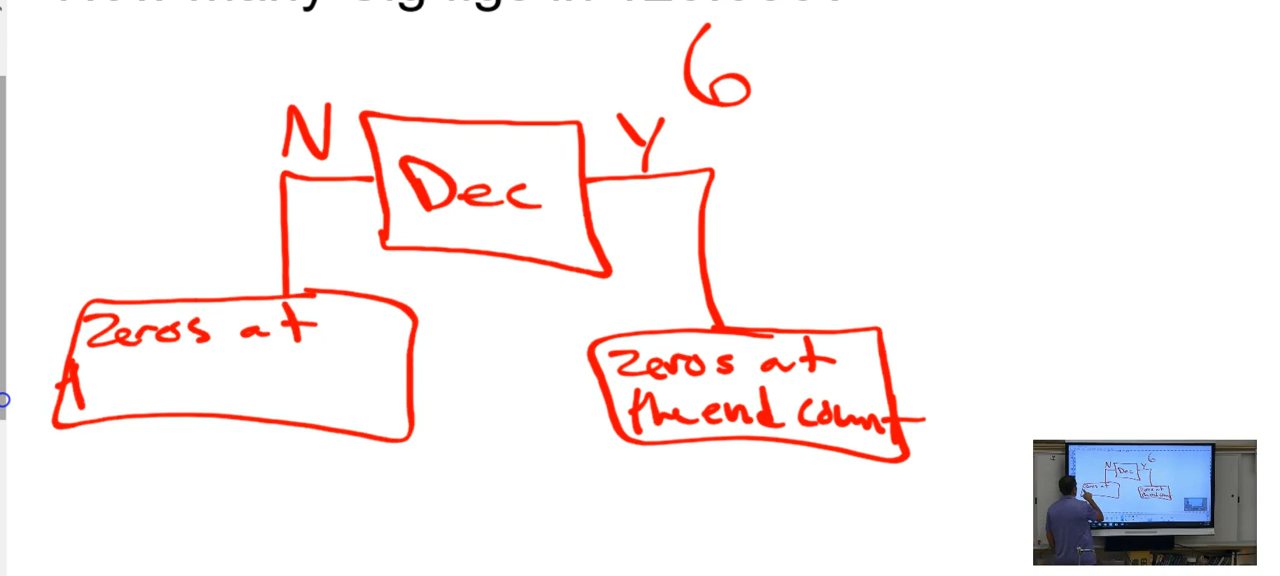 6
N
Dec
Y
Zeros at
Zeros at
the end count